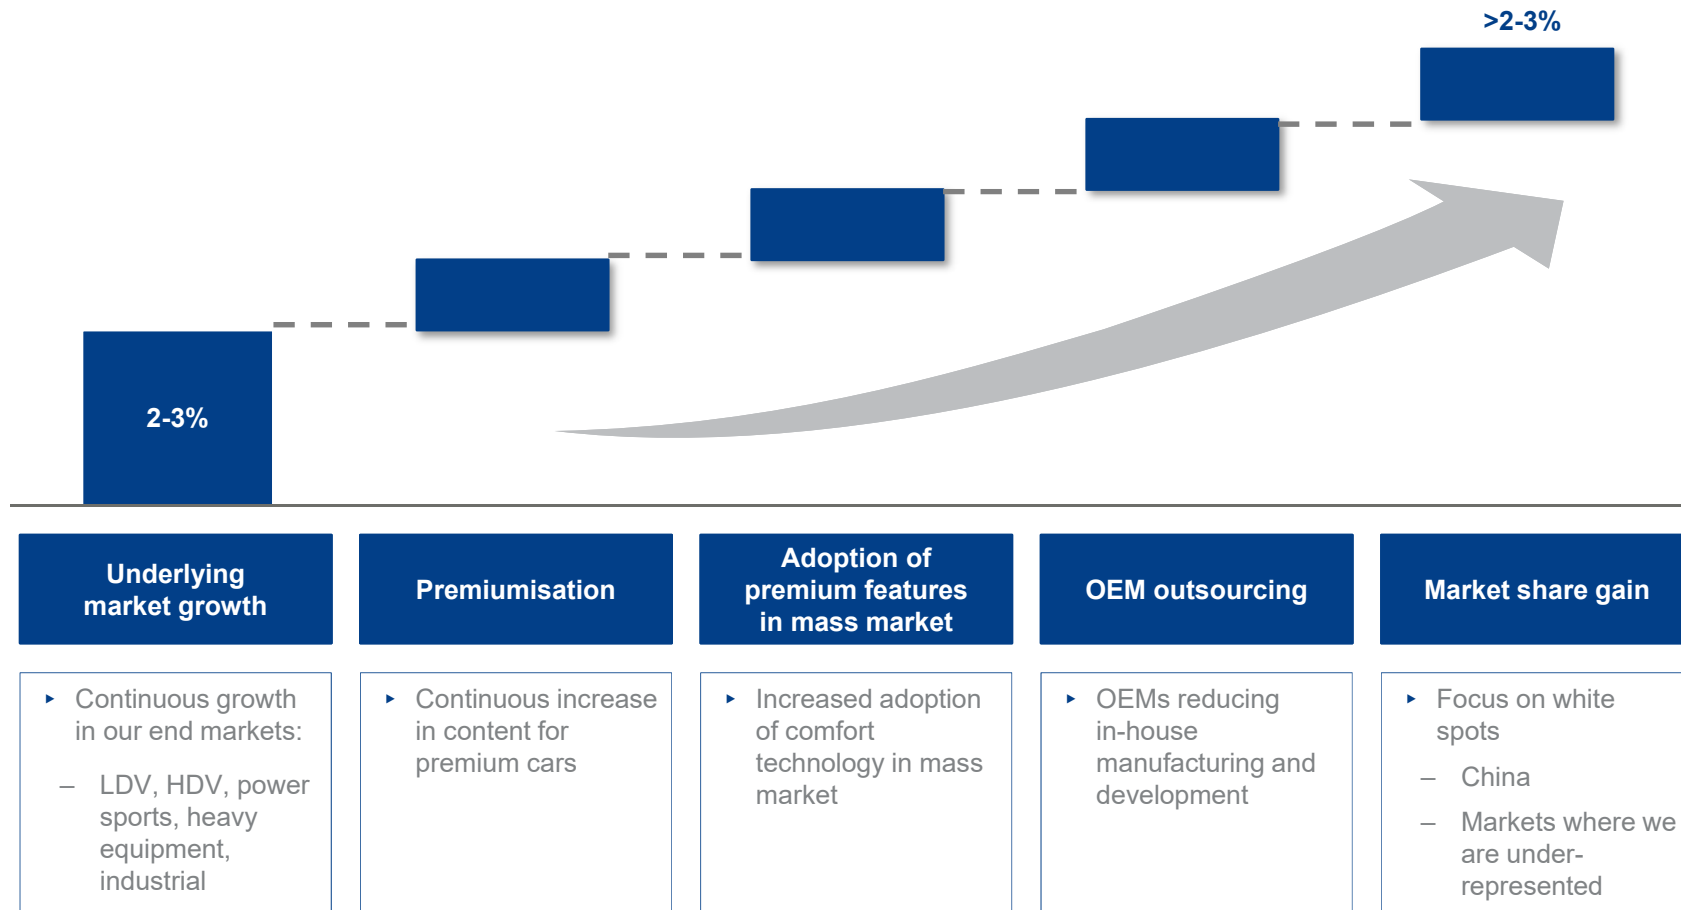 >2-3%
2-3%
Underlying
market growth
Premiumisation
Adoption of
premium features
in mass market
OEM outsourcing
Market share gain
‣ Continuous growth
in our end markets:
– LDV, HDV, power
sports, heavy
equipment,
industrial
‣ Continuous increase
in content for
premium cars
‣ Increased adoption
of comfort
technology in mass
market
‣ OEMs reducing
in-house
manufacturing and
development
‣ Focus on white
spots
– China
– Markets where we
are under-
represented